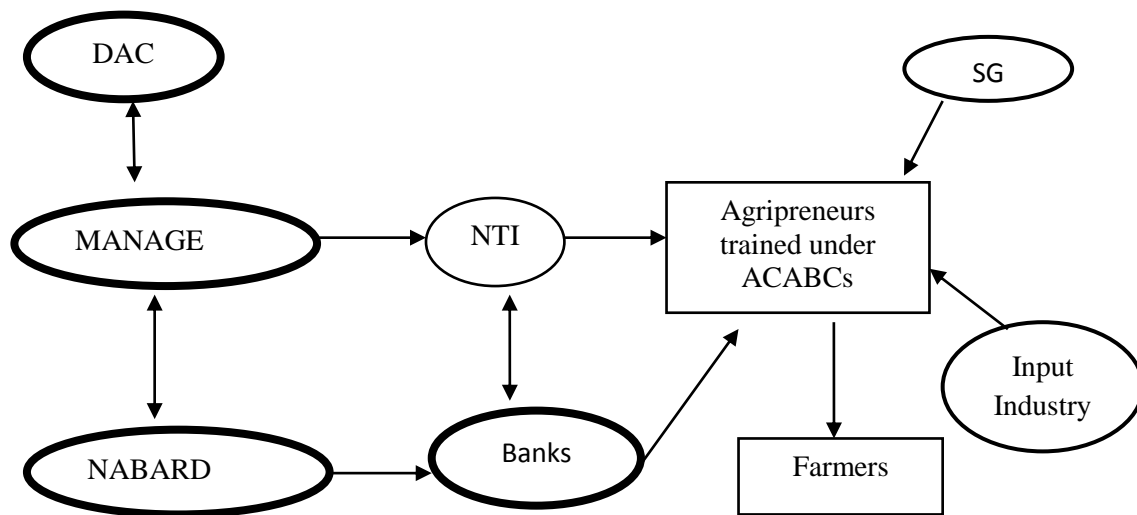 DAC
SG
MANAGE
NTI
Agripreneurs
trained under
ACABCs
Input
Industry
NABARD
Banks
Farmers